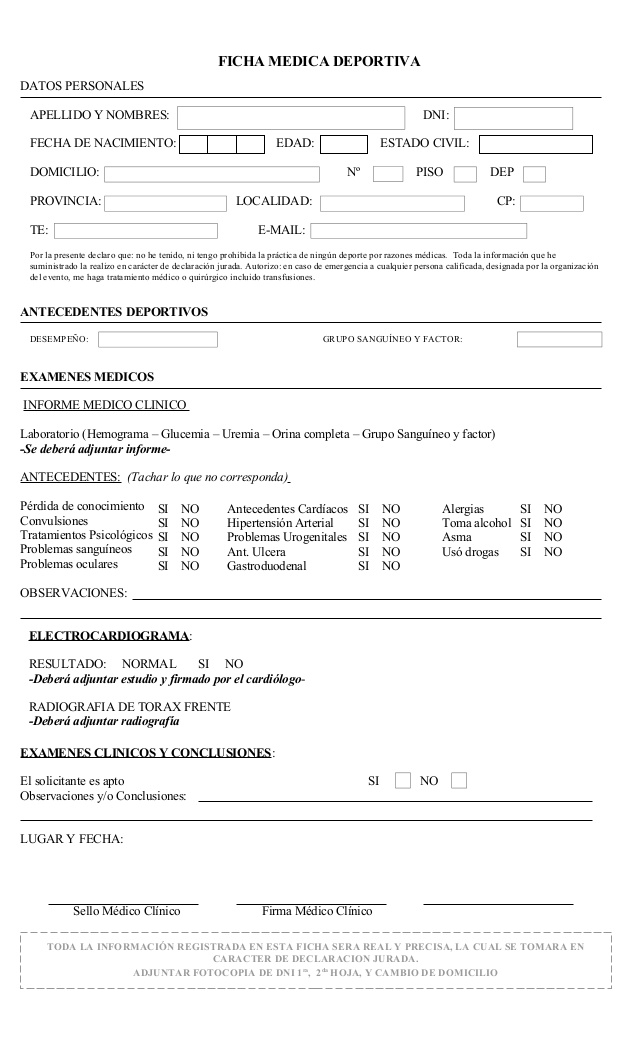 FICHA MEDICA DEPORTIVA
DATOS PERSONALES
APELLIDO Y NOMBRES: DNI:
FECHA DE NACIMIENTO: EDAD: ESTADO CIVIL:
DOMICILIO: Nº PISO DEP
PROVINCIA: LOCALIDAD: CP:
TE: E-MAIL:
Por la presente declaro que: no he tenido, ni tengo prohibida la práctica de ningún deporte por razones médicas. Toda la información que he
suministrado la realizo en carácter de declaración jurada. Autorizo: en caso de emergencia a cualquier persona calificada, designada por la organización
del evento, me haga tratamiento médico o quirúrgico incluido transfusiones.
ANTECEDENTES DEPORTIVOS
DESEMPEÑO: GRUPO SANGUÍNEO Y FACTOR:
EXAMENES MEDICOS
INFORME MEDICO CLINICO
Laboratorio (Hemograma – Glucemia – Uremia – Orina completa – Grupo Sanguíneo y factor)
-Se deberá adjuntar informe-
ANTECEDENTES: (Tachar lo que no corresponda)
Pérdida de conocimiento SI NO Antecedentes Cardíacos SI NO Alergias SI NO
Convulsiones SI NO Hipertensión Arterial SI NO Toma alcohol SI NO
Tratamientos Psicológicos SI NO Problemas Urogenitales SI NO Asma SI NO
Problemas sanguíneos SI NO Ant. Ulcera SI NO Usó drogas SI NO
Problemas oculares SI NO Gastroduodenal SI NO
OBSERVACIONES:
ELECTROCARDIOGRAMA:
RESULTADO: NORMAL SI NO
-Deberá adjuntar estudio y firmado por el cardiólogo-
RADIOGRAFIA DE TORAX FRENTE
-Deberá adjuntar radiografía
EXAMENES CLINICOS Y CONCLUSIONES:
El solicitante es apto SI NO
Observaciones y/o Conclusiones:
LUGAR Y FECHA:
Sello Médico Clínico Firma Médico Clínico
TODA LA INFORMACIÓN REGISTRADA EN ESTA FICHA SERA REAL Y PRECISA, LA CUAL SE TOMARA EN
CARACTER DE DECLARACION JURADA.
ADJUNTAR FOTOCOPIA DE DNI 1ra, 2da HOJA, Y CAMBIO DE DOMICILIO